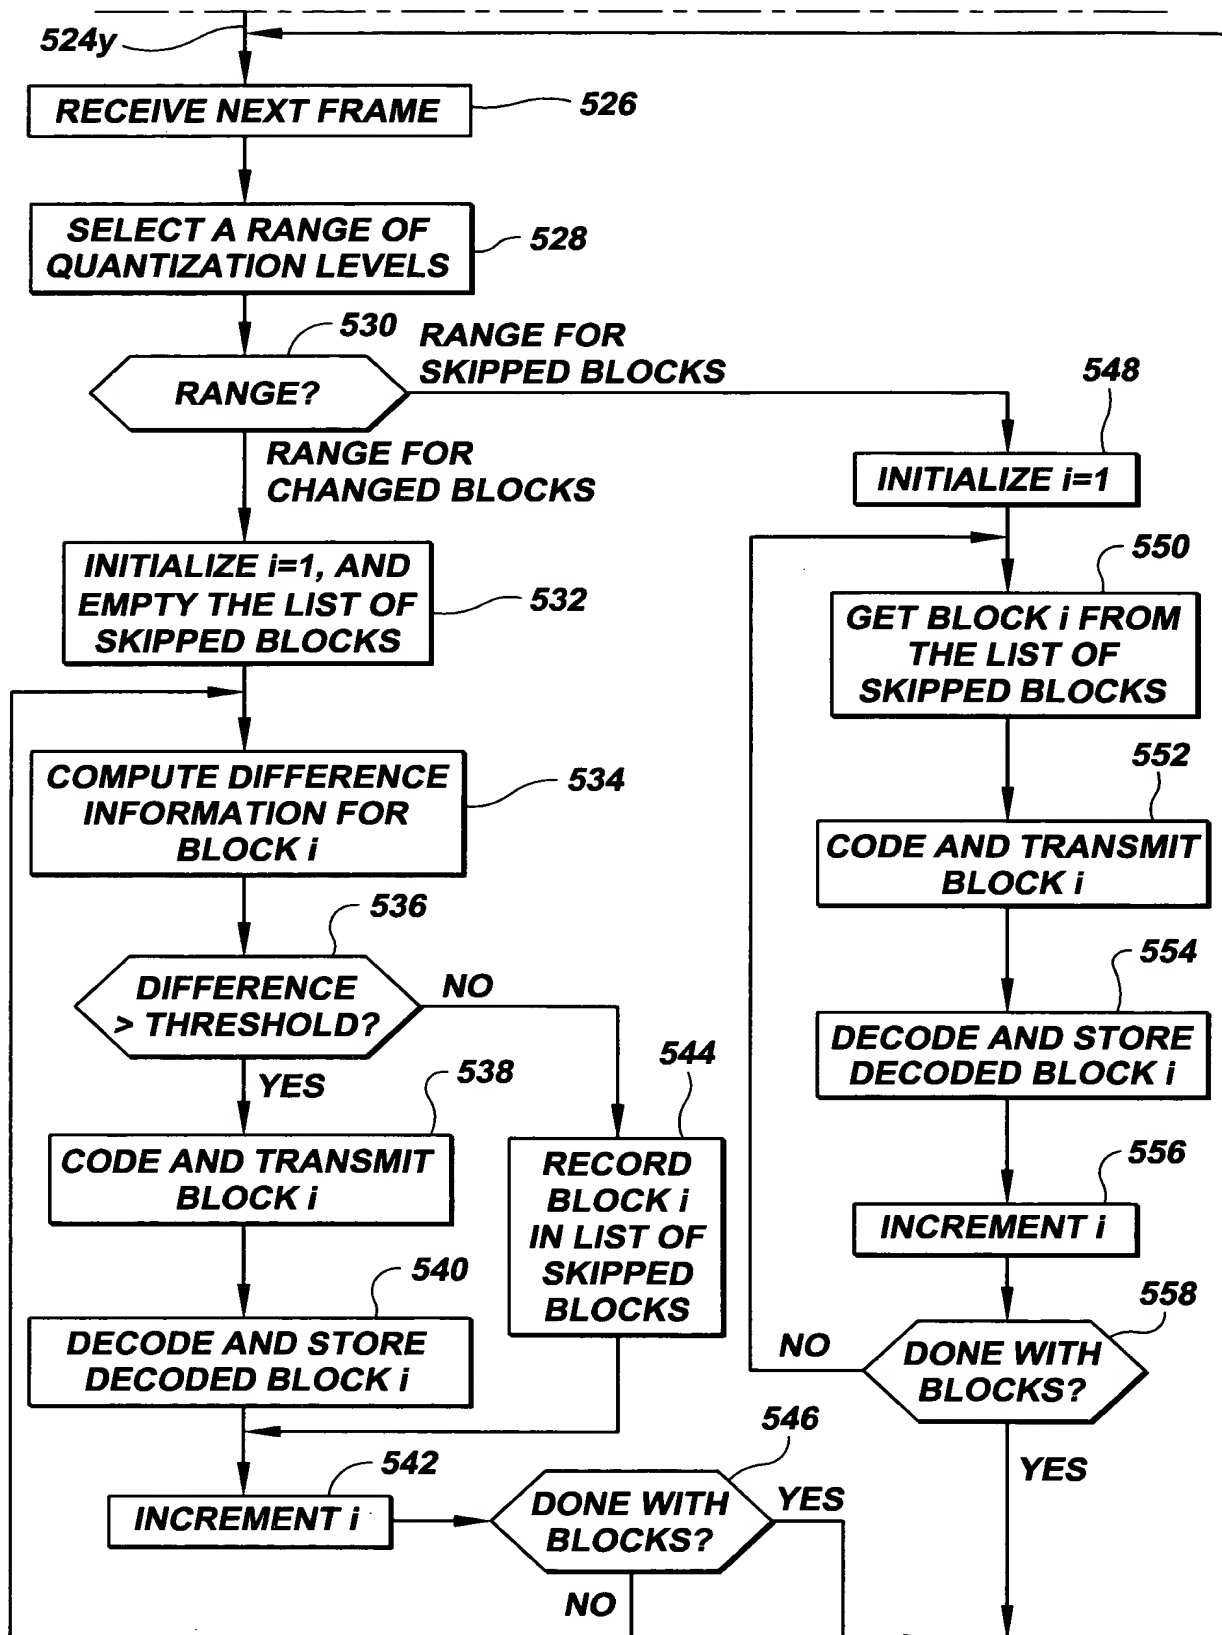 524y
RECEIVE NEXT FRAME
526
SELECT A RANGE OF
QUANTIZATION LEVELS
528
530
RANGE?
RANGE FOR
SKIPPED BLOCKS
RANGE FOR
CHANGED BLOCKS
INITIALIZE i=1, AND
EMPTY THE LIST OF
SKIPPED BLOCKS
532
COMPUTE DIFFERENCE
INFORMATION FOR
BLOCK i
534
536
DIFFERENCE
> THRESHOLD?
NO
YES
538
CODE AND TRANSMIT
BLOCK i
544
RECORD
BLOCK i
IN LIST OF
SKIPPED
BLOCKS
540
DECODE AND STORE
DECODED BLOCK i
542
INCREMENT i
546
DONE WITH
BLOCKS?
YES
NO
548
INITIALIZE i=1
550
GET BLOCK i FROM
THE LIST OF
SKIPPED BLOCKS
552
CODE AND TRANSMIT
BLOCK i
554
DECODE AND STORE
DECODED BLOCK i
556
INCREMENT i
558
DONE WITH
BLOCKS?
NO
YES